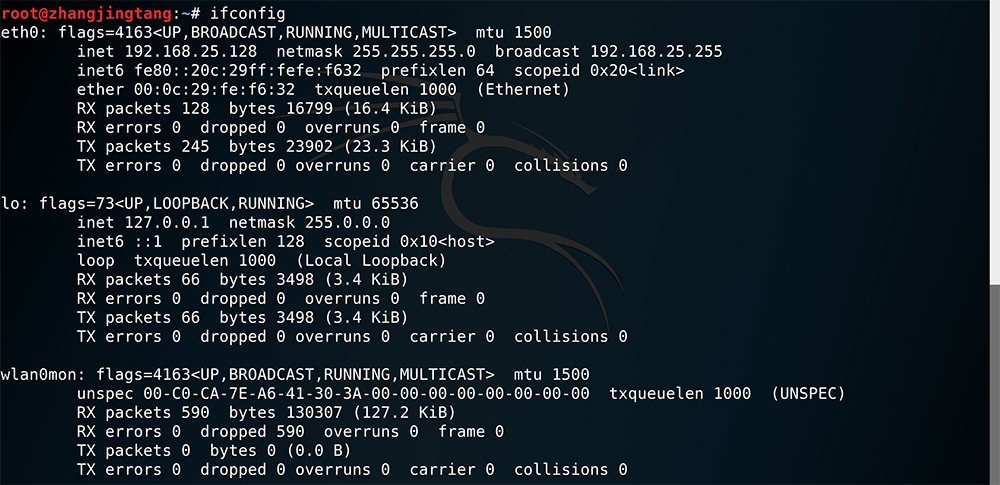 root@zhangjingtang:~# ifconfig
eth0: flags=4163<UP,BROADCAST,RUNNING,MULTICAST>  mtu 1500
        inet 192.168.25.128  netmask 255.255.255.0  broadcast 192.168.25.255
        inet6 fe80::20c:29ff:fefe:f632  prefixlen 64  scopeid 0x20<link>
        ether 00:0c:29:fe:f6:32  txqueuelen 1000  (Ethernet)
        RX packets 128  bytes 16799 (16.4 KiB)
        RX errors 0  dropped 0  overruns 0  frame 0
        TX packets 245  bytes 23902 (23.3 KiB)
        TX errors 0  dropped 0 overruns 0  carrier 0  collisions 0
lo: flags=73<UP,LOOPBACK,RUNNING>  mtu 65536
        inet 127.0.0.1  netmask 255.0.0.0
        inet6 ::1  prefixlen 128  scopeid 0x10<host>
        loop  txqueuelen 1000  (Local Loopback)
        RX packets 66  bytes 3498 (3.4 KiB)
        RX errors 0  dropped 0  overruns 0  frame 0
        TX packets 66  bytes 3498 (3.4 KiB)
        TX errors 0  dropped 0 overruns 0  carrier 0  collisions 0
wlan0mon: flags=4163<UP,BROADCAST,RUNNING,MULTICAST>  mtu 1500
        unspec 00-C0-CA-7E-A6-41-30-3A-00-00-00-00-00-00-00-00  txqueuelen 1000  (UNSPEC)
        RX packets 590  bytes 130307 (127.2 KiB)
        RX errors 0  dropped 590  overruns 0  frame 0
        TX packets 0  bytes 0 (0.0 B)
        TX errors 0  dropped 0 overruns 0  carrier 0  collisions 0